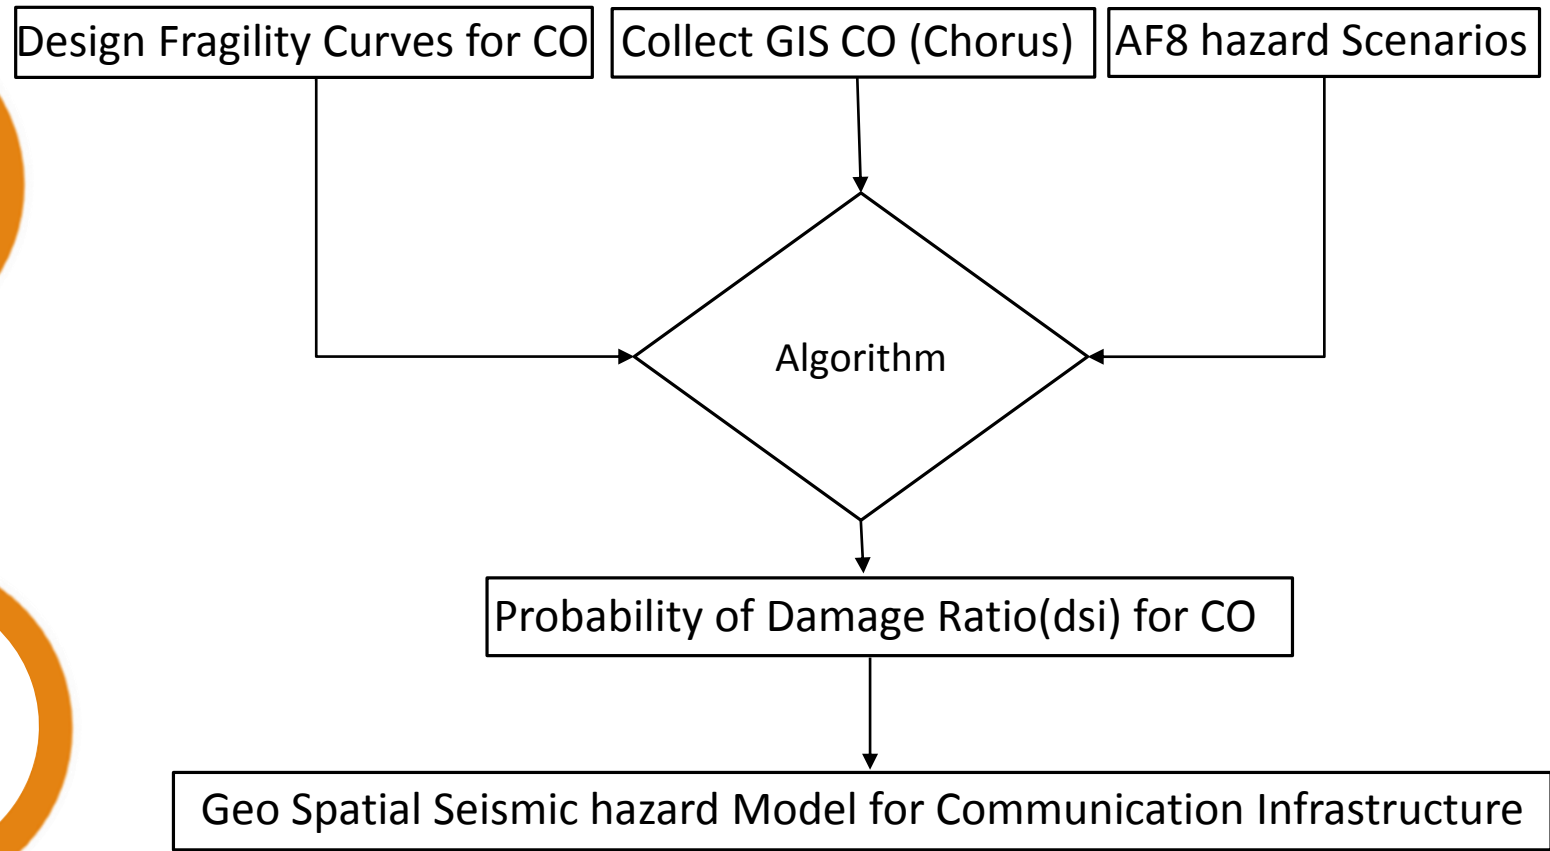 Design Fragility Curves for CO
Collect GIS CO (Chorus)
AF8 hazard Scenarios
Algorithm
Probability of Damage Ratio(dsi) for CO
Geo Spatial Seismic hazard Model for Communication Infrastructure